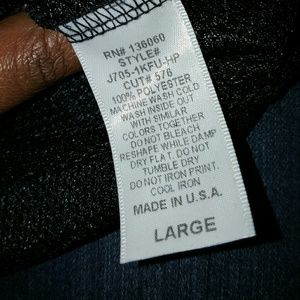 RN# 136060
STYLE#
J705-1KFU-HP
CUT# 576
100% POLYESTER
MACHINE WASH COLD
WASH INSIDE OUT
WITH SIMILAR
COLORS TOGETHER
DO NOT BLEACH
RESHAPE WHILE DAMP
DRY FLAT. DO NOT
TUMBLE DRY
DO NOT IRON PRINT.
COOL IRON
MADE IN U.S.A.
LARGE